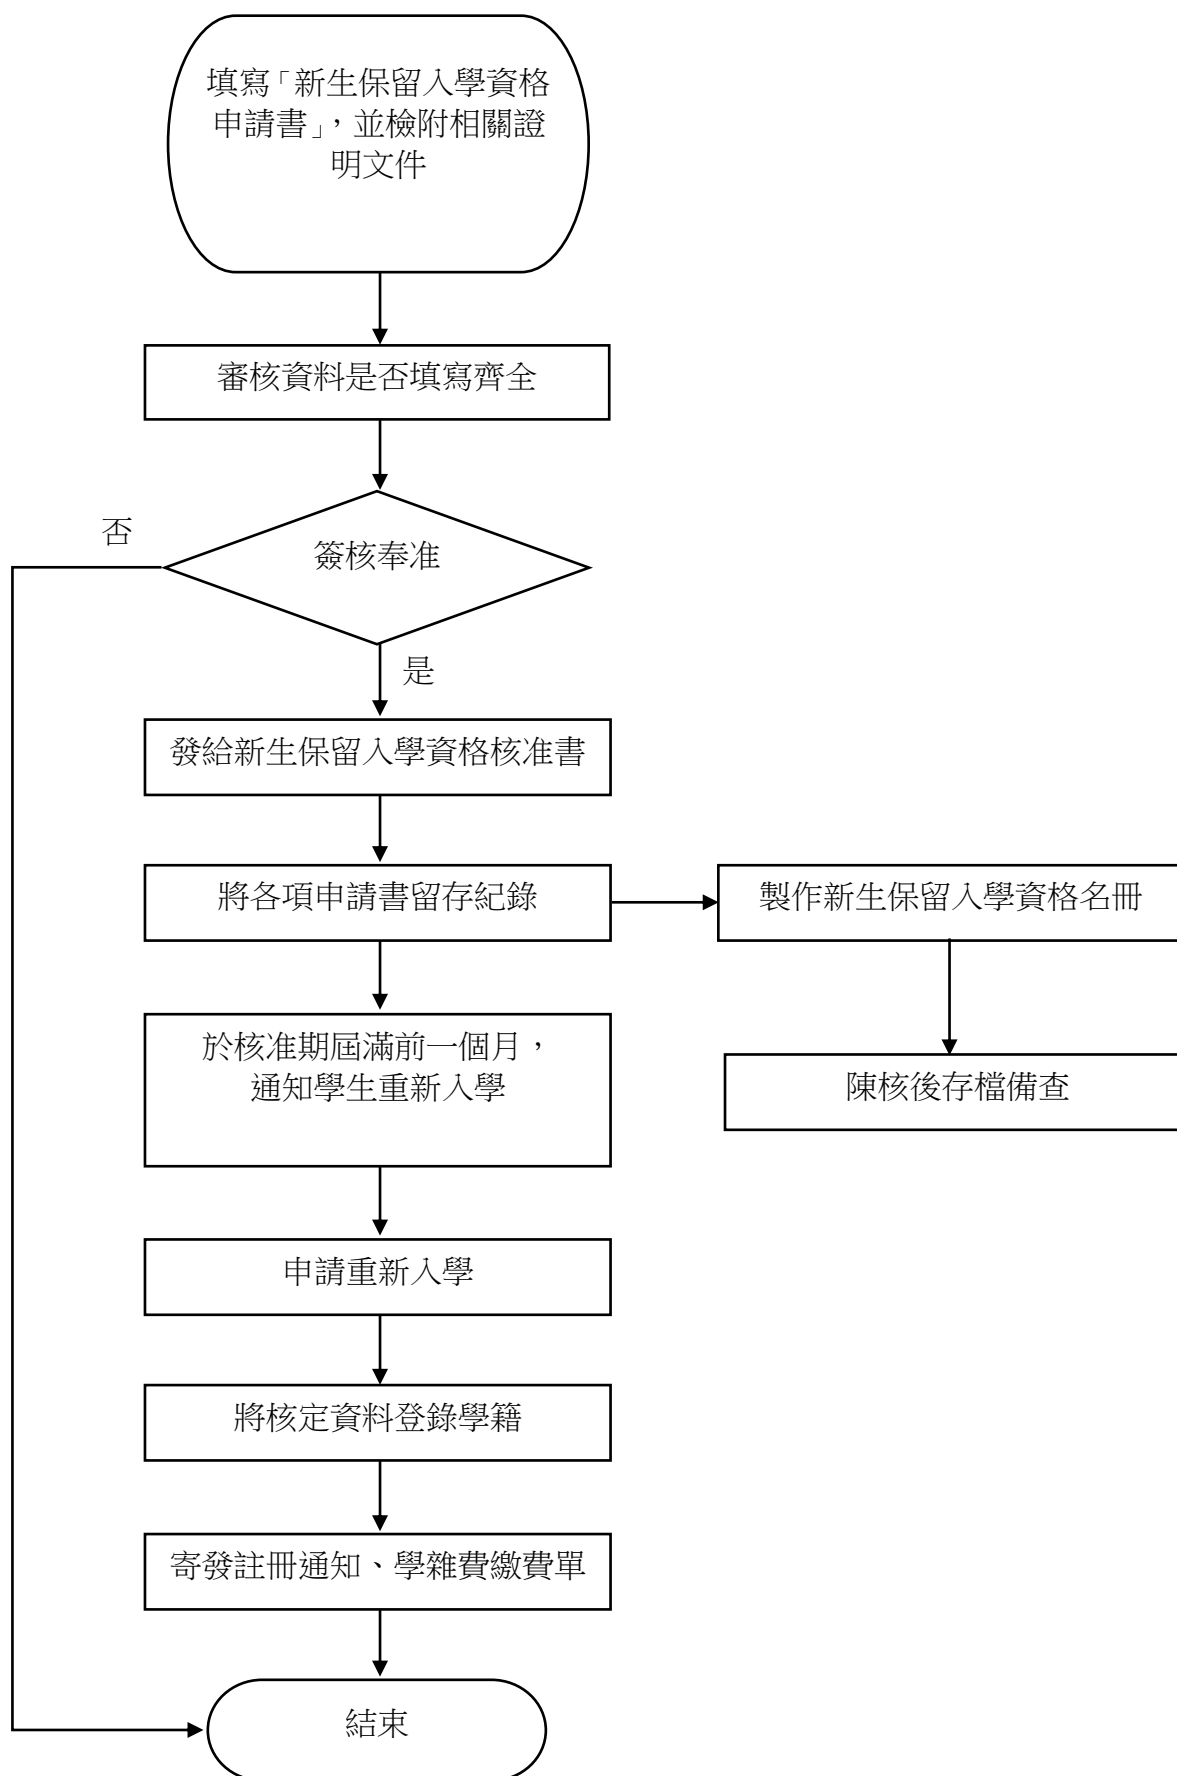 填寫「新生保留入學資格
申請書」，並檢附相關證
明文件
審核資料是否填寫齊全
否
簽核奉准
是
發給新生保留入學資格核准書
將各項申請書留存紀錄
製作新生保留入學資格名冊
於核准期屆滿前一個月，
通知學生重新入學
陳核後存檔備查
申請重新入學
將核定資料登錄學籍
寄發註冊通知、學雜費繳費單
結束